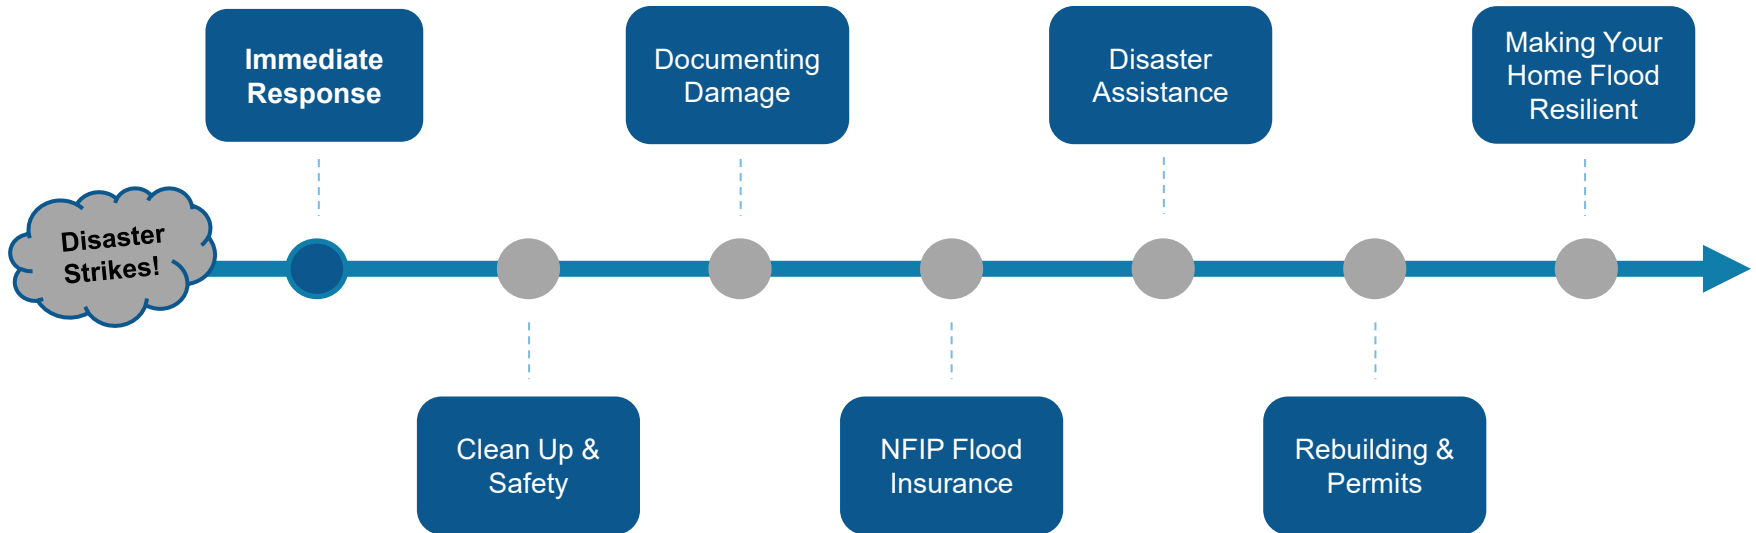 Disaster
Strikes!
Immediate
Response
Clean Up &
Safety
Documenting
Damage
NFIP Flood
Insurance
Disaster
Assistance
Rebuilding &
Permits
Making Your
Home Flood
Resilient